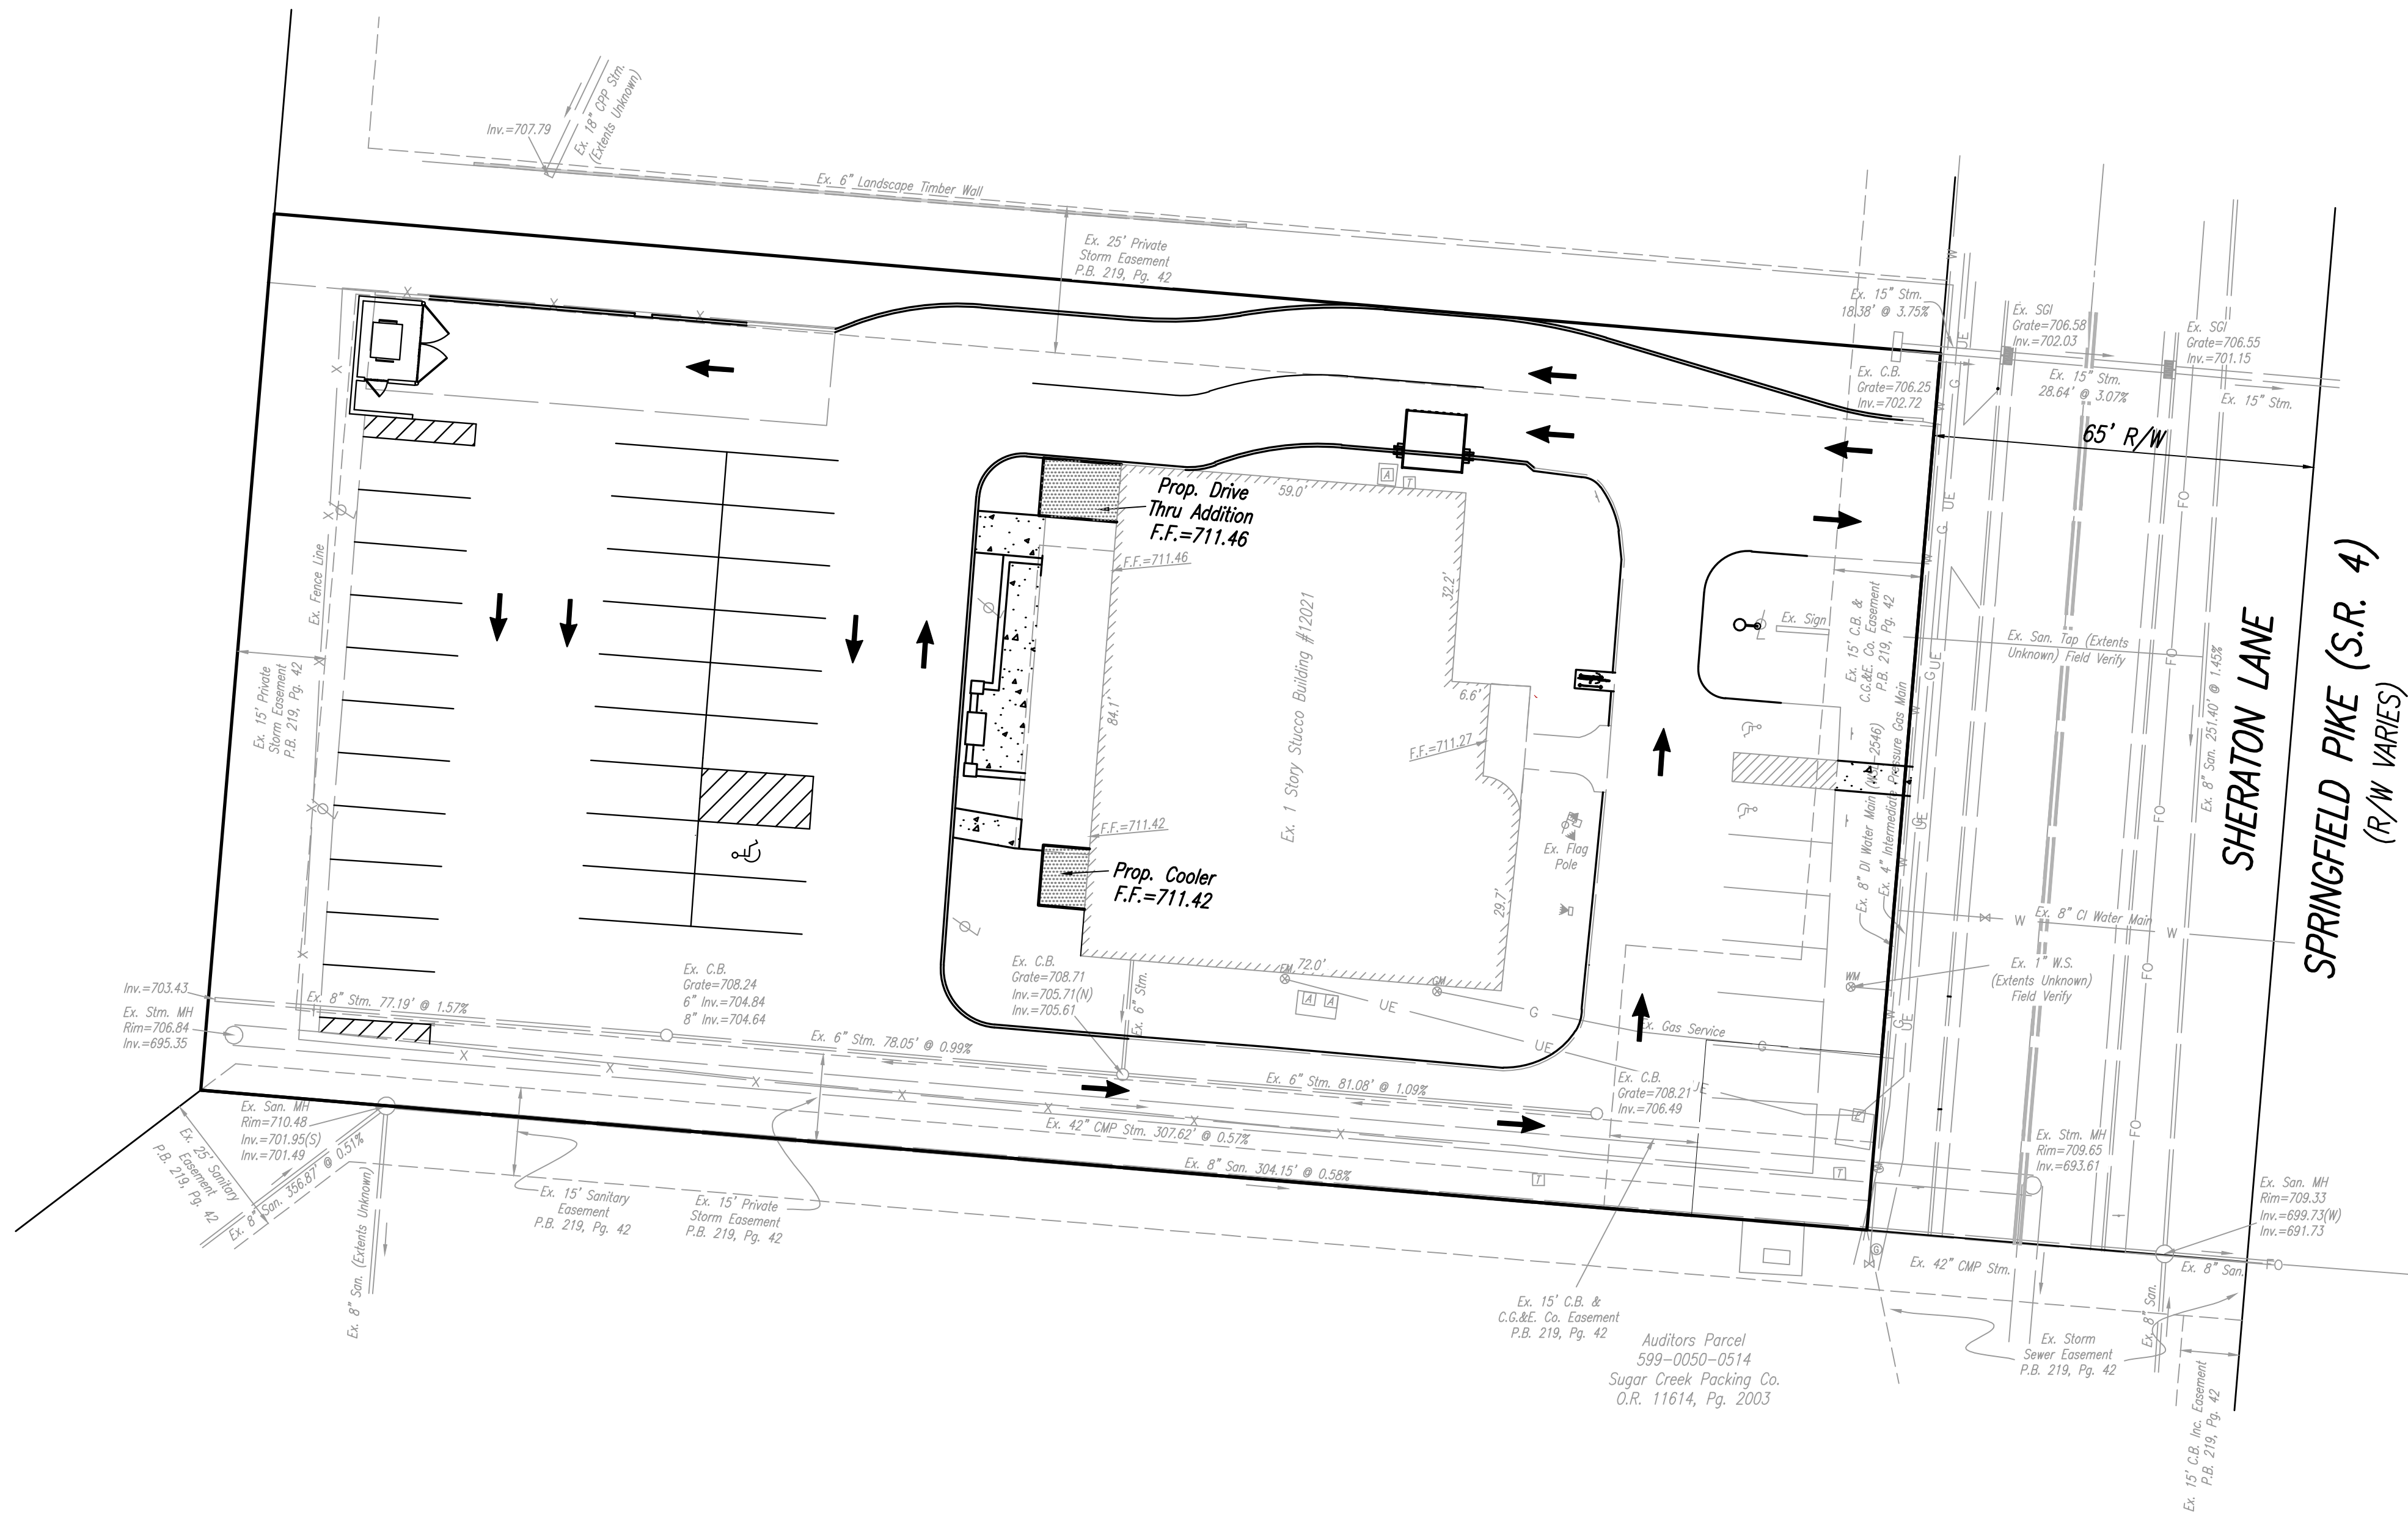 Inv.=707.79
Ex. 18" CPP Stm.
(Extents Unknown)
Ex. 6" Landscape Timber Wall
Ex. 25' Private
Storm Easement
P.B. 219, Pg. 42
Ex. 15" Stm.
18.38' @ 3.75%
Ex. SGI
Grate=706.58
Inv.=702.03
Ex. SGI
Grate=706.55
Inv.=701.15
Ex. C.B.
Grate=706.25
Inv.=702.72
Ex. 15" Stm.
28.64' @ 3.07%
Ex. 15" Stm.
65' R/W
Prop. Drive
Thru Addition
F.F.=711.46
59.0'
A
T
F.F.=711.46
32.2'
Ex. 1 Story Stucco Building #12021
84.1'
6.6'
F.F.=711.27
F.F.=711.42
Prop. Cooler
F.F.=711.42
29.7'
72.0'
Ex. Fence Line
Ex. 15' Private
Storm Easement
P.B. 219, Pg. 42
Ex. Sign
Ex. 15' C.B. &
C.G.&E. Co. Easement
P.B. 219, Pg. 42
Ex. San. Tap (Extents
Unknown) Field Verify
Ex. 8" San. 251.40' @ 1.45%
SHERATON LANE
SPRINGFIELD PIKE (S.R. 4)
(R/W VARIES)
Ex. 8" DI Water Main (WSL-2546)
Ex. 4" Intermediate Pressure Gas Main
Ex. Flag
Pole
Ex. 8" CI Water Main
W
W
Ex. 1" W.S.
(Extents Unknown)
Field Verify
WM
EM
GM
A
A
UE
G
UE
Ex. Gas Service
G
UE
Inv.=703.43
Ex. Stm. MH
Rim=706.84
Inv.=695.35
Ex. 8" Stm. 77.19' @ 1.57%
Ex. C.B.
Grate=708.24
6" Inv.=704.84
8" Inv.=704.64
Ex. 6" Stm. 78.05' @ 0.99%
Ex. C.B.
Grate=708.71
Inv.=705.71(N)
Inv.=705.61
Ex. 6" Stm.
Ex. 6" Stm. 81.08' @ 1.09%
Ex. C.B.
Grate=708.21
Inv.=706.49
Ex. 42" CMP Stm. 307.62' @ 0.57%
Ex. 8" San. 304.15' @ 0.58%
T
T
E
Ex. San. MH
Rim=710.48
Inv.=701.95(S)
Inv.=701.49
Ex. 25' Sanitary
Easement
P.B. 219, Pg. 42
Ex. 8" San. 356.87' @ 0.51%
Ex. 8" San. (Extents Unknown)
Ex. 15' Sanitary
Easement
P.B. 219, Pg. 42
Ex. 15' Private
Storm Easement
P.B. 219, Pg. 42
Ex. Stm. MH
Rim=709.65
Inv.=693.61
Ex. San. MH
Rim=709.33
Inv.=699.73(W)
Inv.=691.73
Ex. 42" CMP Stm.
G
Ex. 8" San.
FO
Ex. 8" San.
Ex. 15' C.B. &
C.G.&E. Co. Easement
P.B. 219, Pg. 42
Auditors Parcel
599-0050-0514
Sugar Creek Packing Co.
O.R. 11614, Pg. 2003
Ex. Storm
Sewer Easement
P.B. 219, Pg. 42
Ex. 15' C.B. Inc. Easement
P.B. 219, Pg. 42